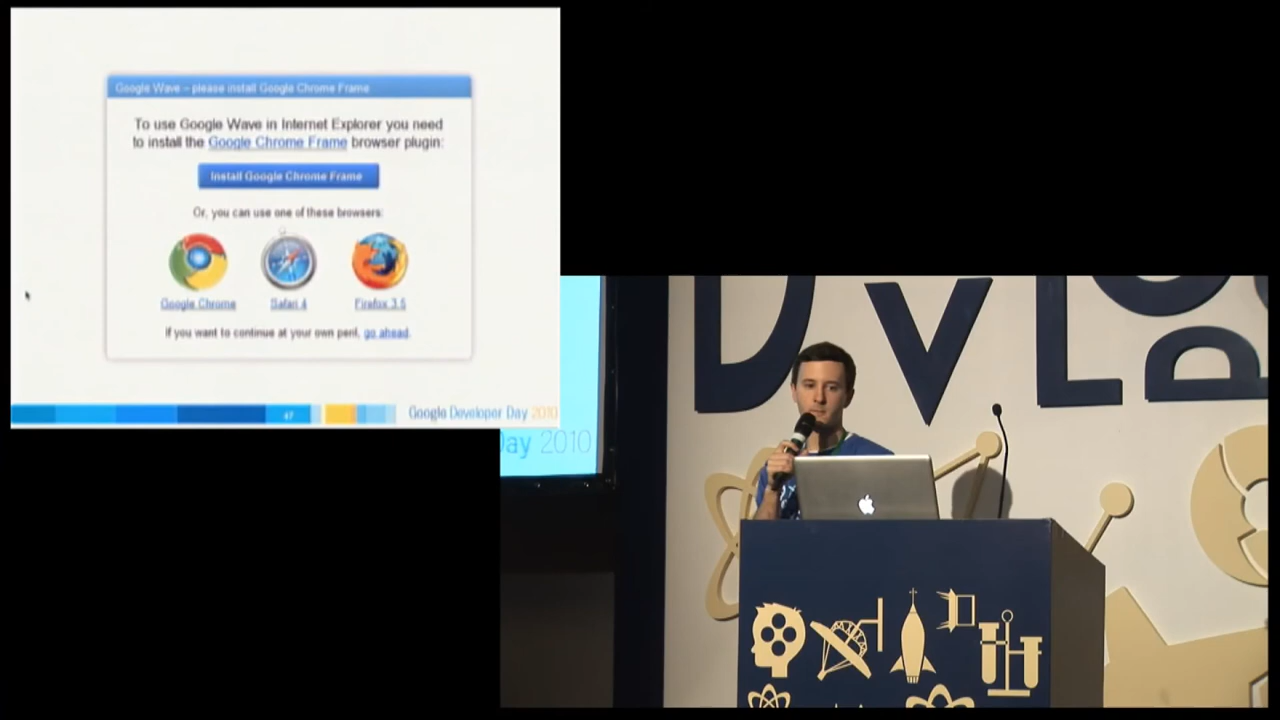 Google Wave – please install Google Chrome Frame
To use Google Wave in Internet Explorer you need
to install the Google Chrome Frame browser plugin:
Install Google Chrome Frame
Or, you can use one of these browsers:
Google Chrome
Safari 4
Firefox 3.5
If you want to continue at your own peril, go ahead.
47
Google Developer Day 2010
Day 2010
DVL